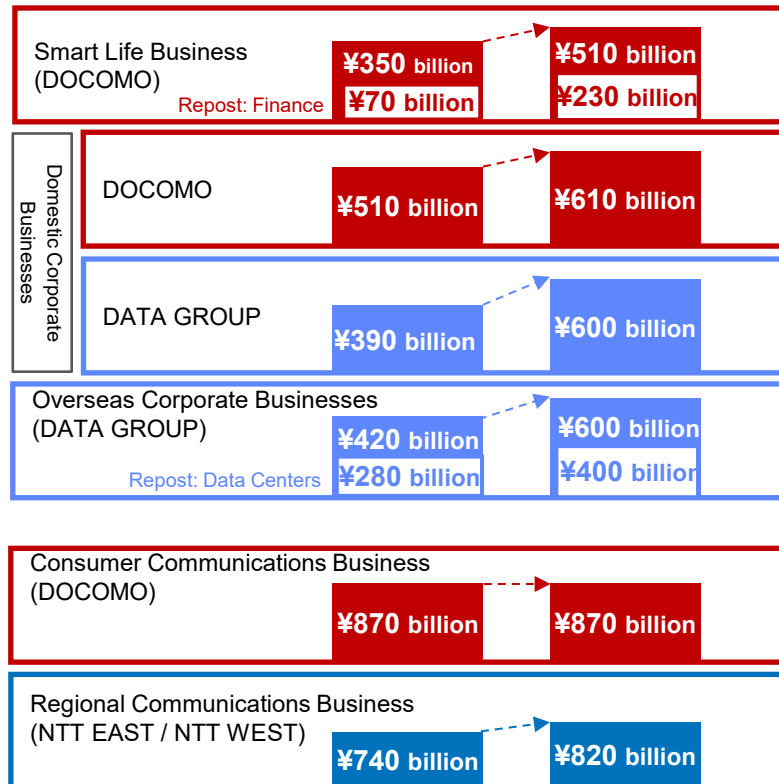 Smart Life Business
(DOCOMO)
Repost: Finance
¥350 billion
¥70 billion
¥510 billion
¥230 billion
Domestic Corporate
Businesses
DOCOMO
¥510 billion
¥610 billion
DATA GROUP
¥390 billion
¥600 billion
Overseas Corporate Businesses
(DATA GROUP)
Repost: Data Centers
¥420 billion
¥280 billion
¥600 billion
¥400 billion
Consumer Communications Business
(DOCOMO)
¥870 billion
¥870 billion
Regional Communications Business
(NTT EAST / NTT WEST)
¥740 billion
¥820 billion